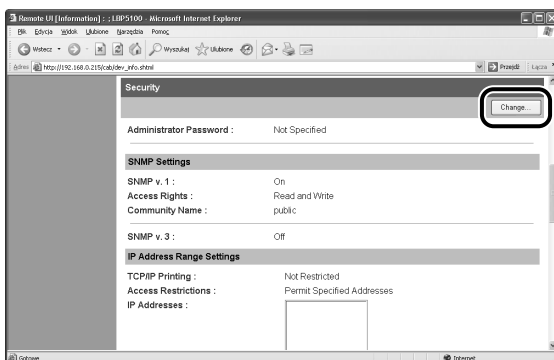 Remote UI [Information] : ; ; LBP5100 - Microsoft Internet Explorer
Plik Edycja Widok Ulubione Narzędzia Pomoc
Wstecz Wyszukaj Ulubione
Adres http://192.168.0.215/cab/dev_info.shtml Przejdź Łącza
Security
Change...
Administrator Password : Not Specified
SNMP Settings
SNMP v. 1 : On
Access Rights : Read and Write
Community Name : public
SNMP v. 3 : Off
IP Address Range Settings
TCP/IP Printing : Not Restricted
Access Restrictions : Permit Specified Addresses
IP Addresses :
Gotowe Internet